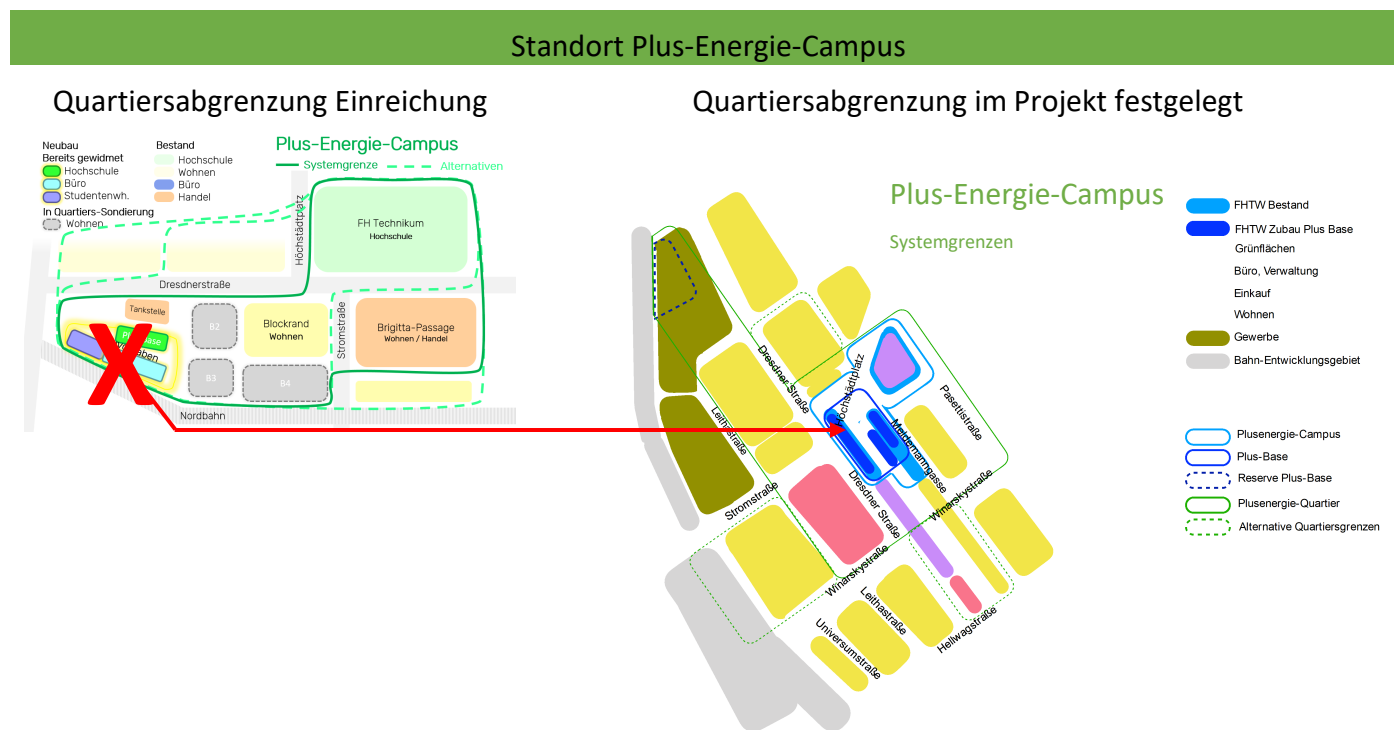 Standort Plus-Energie-Campus
Quartiersabgrenzung Einreichung
Neubau
Bereits gewidmet
Hochschule
Büro
Studentenwh.
In Quartiers-Sondierung
Wohnen
Bestand
Hochschule
Wohnen
Büro
Handel
Plus-Energie-Campus
Systemgrenze
Alternativen
Höchstädtplatz
FH Technikum
Hochschule
Dresdnerstraße
Tankstelle
B2
Blockrand
Wohnen
Stromstraße
Brigitta-Passage
Wohnen / Handel
B3
B4
Nordbahn
Quartiersabgrenzung im Projekt festgelegt
Plus-Energie-Campus
Systemgrenzen
Dresdner Straße
Höchstädtplatz
Pasettistraße
Leithastraße
Meldemanngasse
Stromstraße
Dresdner Straße
Winarskystraße
Winarskystraße
Leithastraße
Universumstraße
Hellwagstraße
FHTW Bestand
FHTW Zubau Plus Base
Grünflächen
Büro, Verwaltung
Einkauf
Wohnen
Gewerbe
Bahn-Entwicklungsgebiet
Plusenergie-Campus
Plus-Base
Reserve Plus-Base
Plusenergie-Quartier
Alternative Quartiersgrenzen